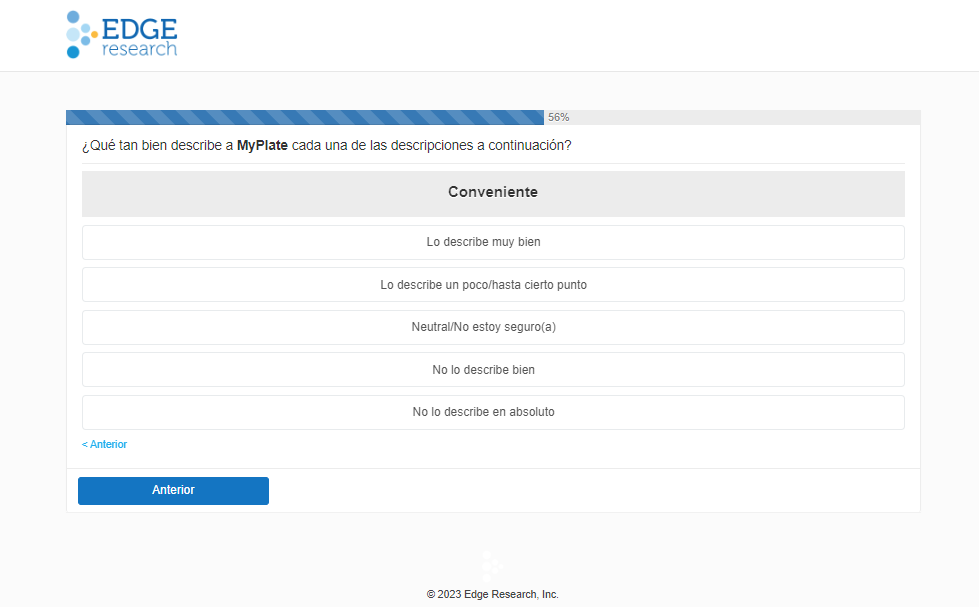 EDGE
research
56%
¿Qué tan bien describe a MyPlate cada una de las descripciones a continuación?
Conveniente
Lo describe muy bien
Lo describe un poco/hasta cierto punto
Neutral/No estoy seguro(a)
No lo describe bien
No lo describe en absoluto
< Anterior
Anterior
© 2023 Edge Research, Inc.